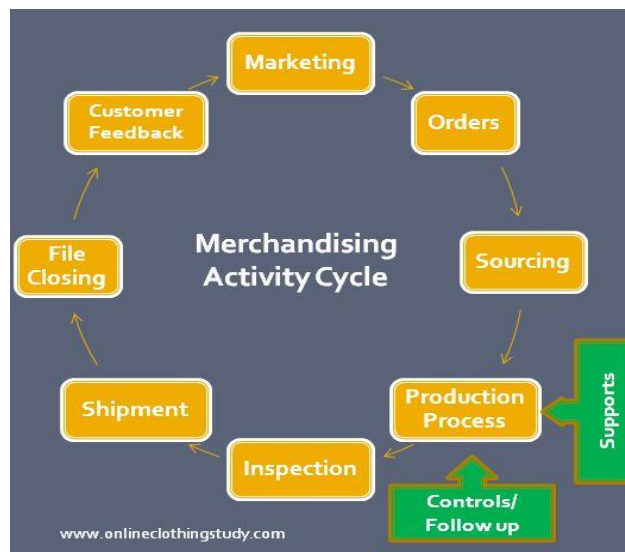 Marketing
Customer
Feedback
Orders
Merchandising
Activity Cycle
File
Closing
Sourcing
Shipment
Production
Process
Supports
Inspection
Controls/
Follow up
www.onlineclothingstudy.com